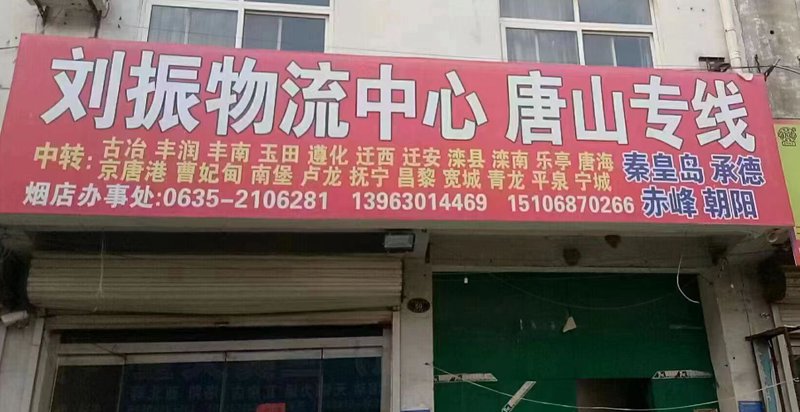 刘振物流中心 唐山专线
中转: 古冶 丰润 丰南 玉田 遵化 迁西 迁安 滦县 滦南 乐亭 唐海
京唐港 曹妃甸 南堡 卢龙 抚宁 昌黎 宽城 青龙 平泉 宁城
秦皇岛 承德
赤峰 朝阳
烟店办事处:0635-2106281 13963014469 15106870266